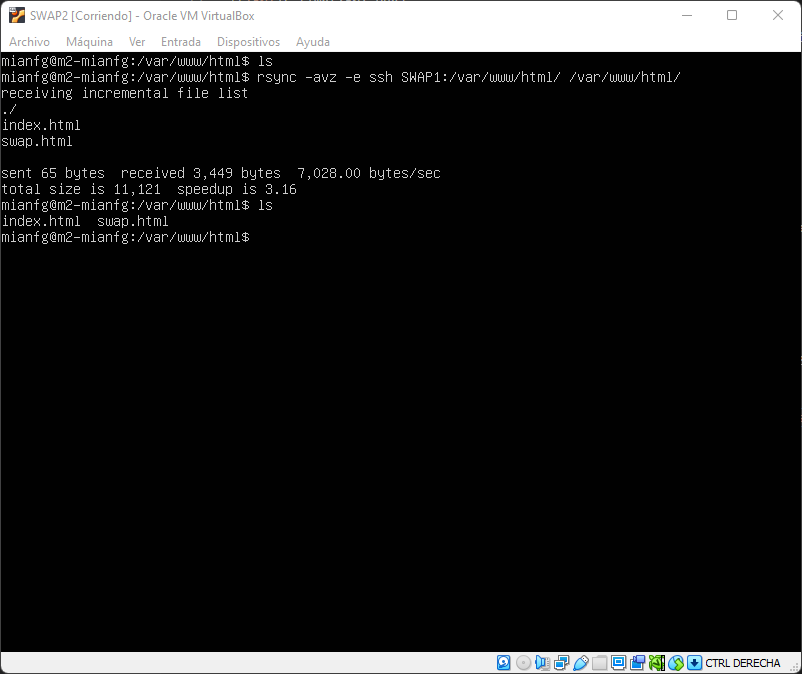 SWAP2 [Corriendo] - Oracle VM VirtualBox
Archivo Máquina Ver Entrada Dispositivos Ayuda
mianfg@m2-mianfg:/var/www/html$ ls
mianfg@m2-mianfg:/var/www/html$ rsync -avz -e ssh SWAP1:/var/www/html/ /var/www/html/
receiving incremental file list
./
index.html
swap.html
sent 65 bytes  received 3,449 bytes  7,028.00 bytes/sec
total size is 11,121  speedup is 3.16
mianfg@m2-mianfg:/var/www/html$ ls
index.html  swap.html
mianfg@m2-mianfg:/var/www/html$
CTRL DERECHA